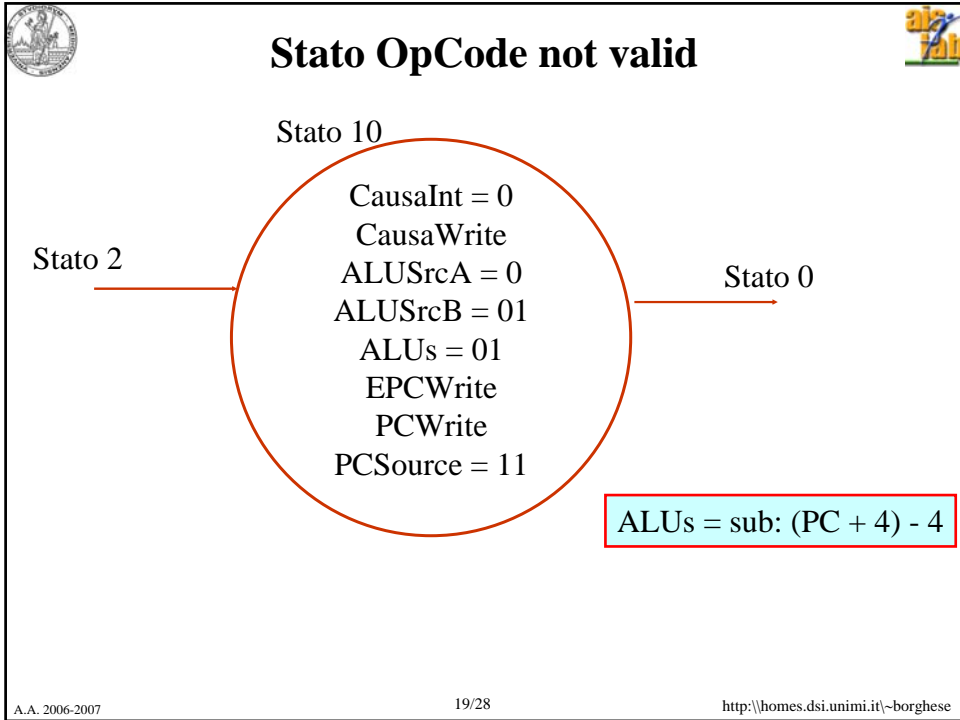 Stato OpCode not valid
Stato 10
CausaInt = 0
CausaWrite
ALUSrcA = 0
ALUSrcB = 01
ALUs = 01
EPCWrite
PCWrite
PCSource = 11
Stato 2
Stato 0
ALUs = sub: (PC + 4) - 4
A.A. 2006-2007
19/28
http:\\homes.dsi.unimi.it\~borghese